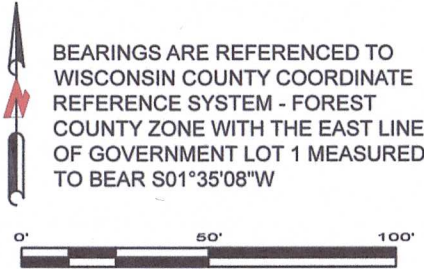 BEARINGS ARE REFERENCED TO
WISCONSIN COUNTY COORDINATE
REFERENCE SYSTEM - FOREST
COUNTY ZONE WITH THE EAST LINE
OF GOVERNMENT LOT 1 MEASURED
TO BEAR S01°35'08"W
N
0' 50' 100'